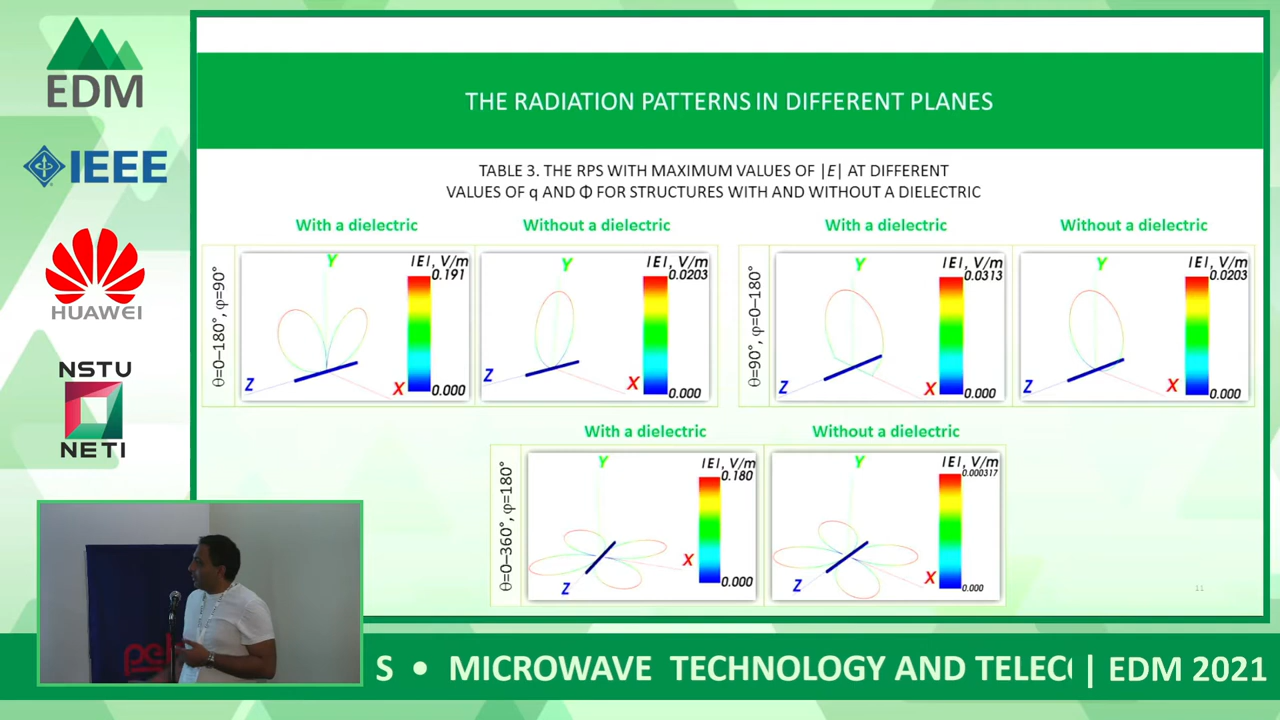 EDM
IEEE
HUAWEI
NSTU
NETI
THE RADIATION PATTERNS IN DIFFERENT PLANES
TABLE 3. THE RPS WITH MAXIMUM VALUES OF |E| AT DIFFERENT
VALUES OF q AND Φ FOR STRUCTURES WITH AND WITHOUT A DIELECTRIC
With a dielectric
Without a dielectric
With a dielectric
Without a dielectric
θ=0–180°, φ=90°
Y
Z
X
|E|, V/m
0.191
0.000
Y
Z
X
|E|, V/m
0.0203
0.000
θ=90°, φ=0–180°
Y
Z
X
|E|, V/m
0.0313
0.000
Y
Z
X
|E|, V/m
0.0203
0.000
With a dielectric
Without a dielectric
θ=0–360°, φ=180°
Y
Z
X
|E|, V/m
0.180
0.000
Y
Z
X
|E|, V/m
0.000317
0.000
11
S • MICROWAVE TECHNOLOGY AND TELEC
| EDM 2021